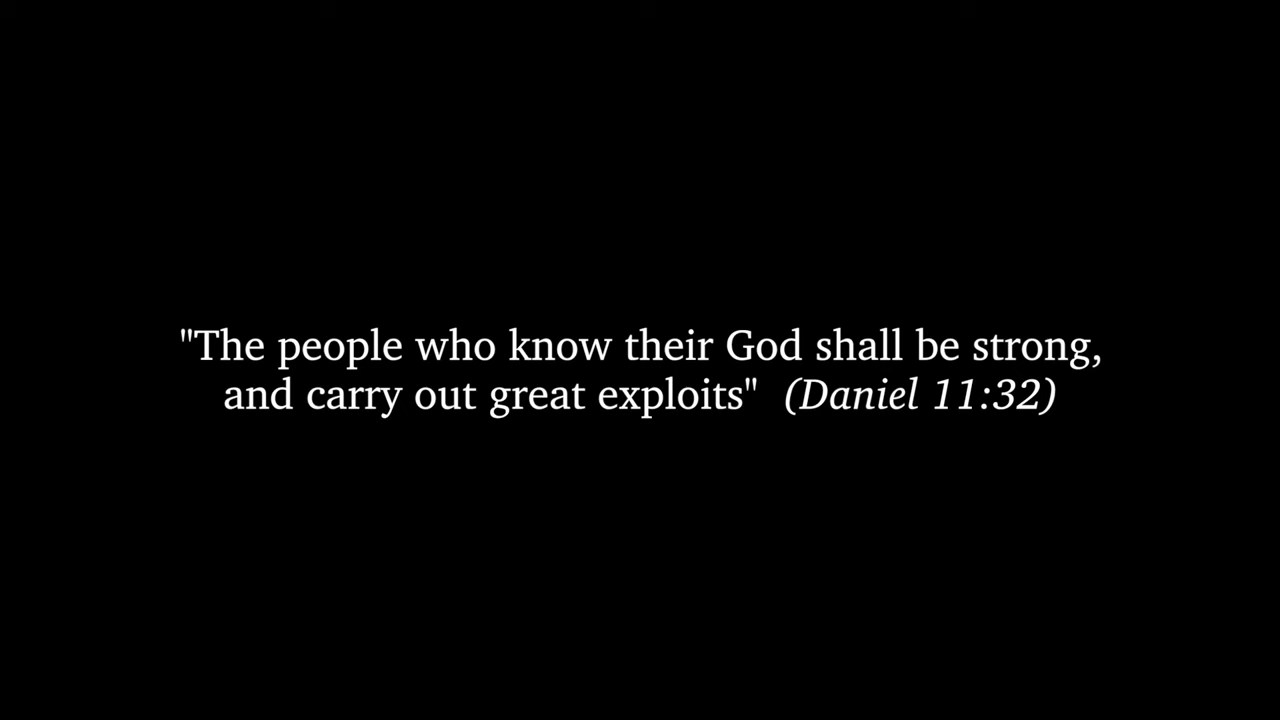 "The people who know their God shall be strong,
and carry out great exploits"  (Daniel 11:32)